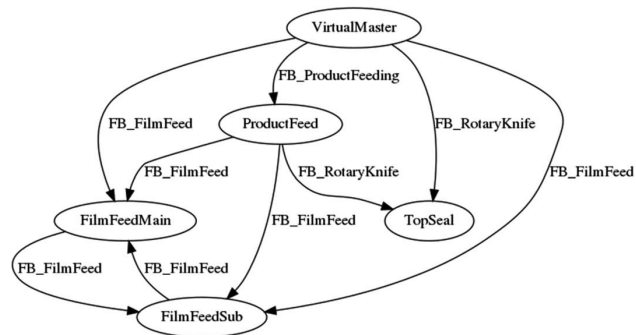 VirtualMaster
FB_ProductFeeding
FB_FilmFeed
ProductFeed
FB_RotaryKnife
FB_FilmFeed
FB_RotaryKnife
FB_FilmFeed
FB_FilmFeed
FilmFeedMain
TopSeal
FB_FilmFeed
FB_FilmFeed
FilmFeedSub